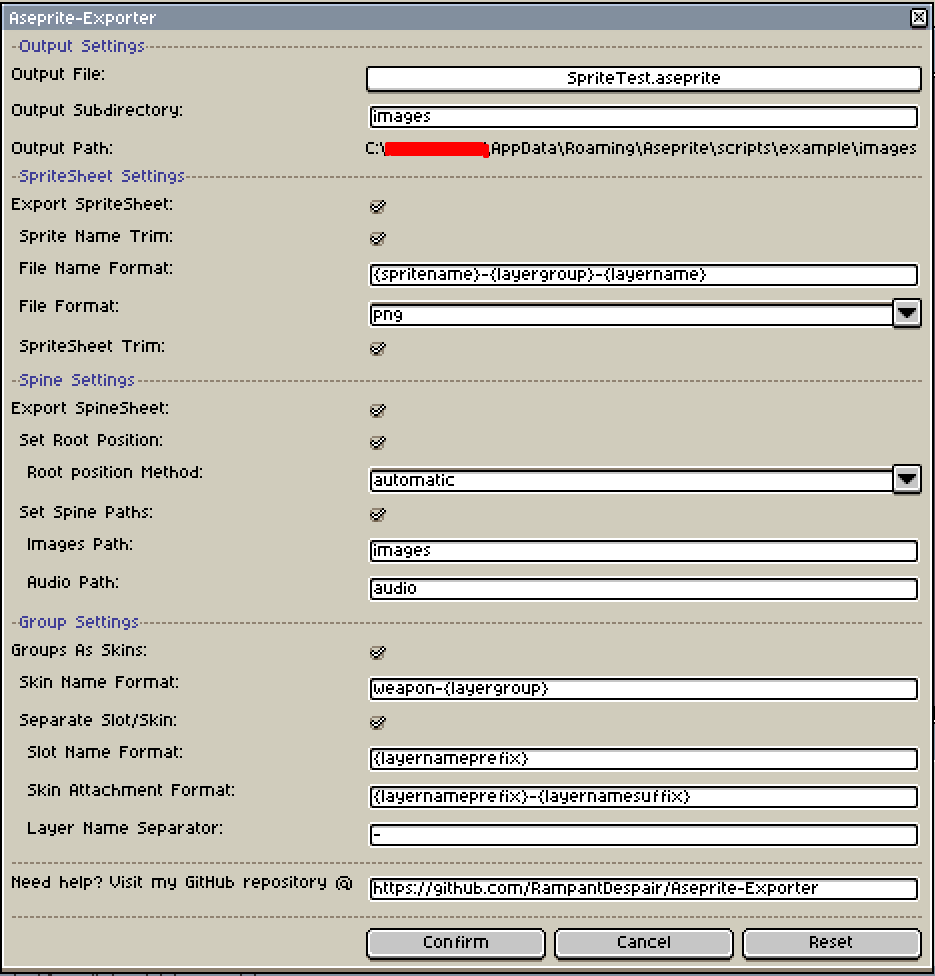 Aseprite-Exporter
Output Settings
Output File: SpriteTest.aseprite
Output Subdirectory: images
Output Path: C:\ \AppData\Roaming\Aseprite\scripts\example\images
SpriteSheet Settings
Export SpriteSheet:
Sprite Name Trim:
File Name Format: {spritename}-{layergroup}-{layername}
File Format: png
SpriteSheet Trim:
Spine Settings
Export SpineSheet:
Set Root Position:
Root position Method: automatic
Set Spine Paths:
Images Path: images
Audio Path: audio
Group Settings
Groups As Skins:
Skin Name Format: weapon-{layergroup}
Separate Slot/Skin:
Slot Name Format: {layernameprefix}
Skin Attachment Format: {layernameprefix}-{layernamesuffix}
Layer Name Separator: -
Need help? Visit my GitHub repository @ https://github.com/RampantDespair/Aseprite-Exporter
Confirm Cancel Reset